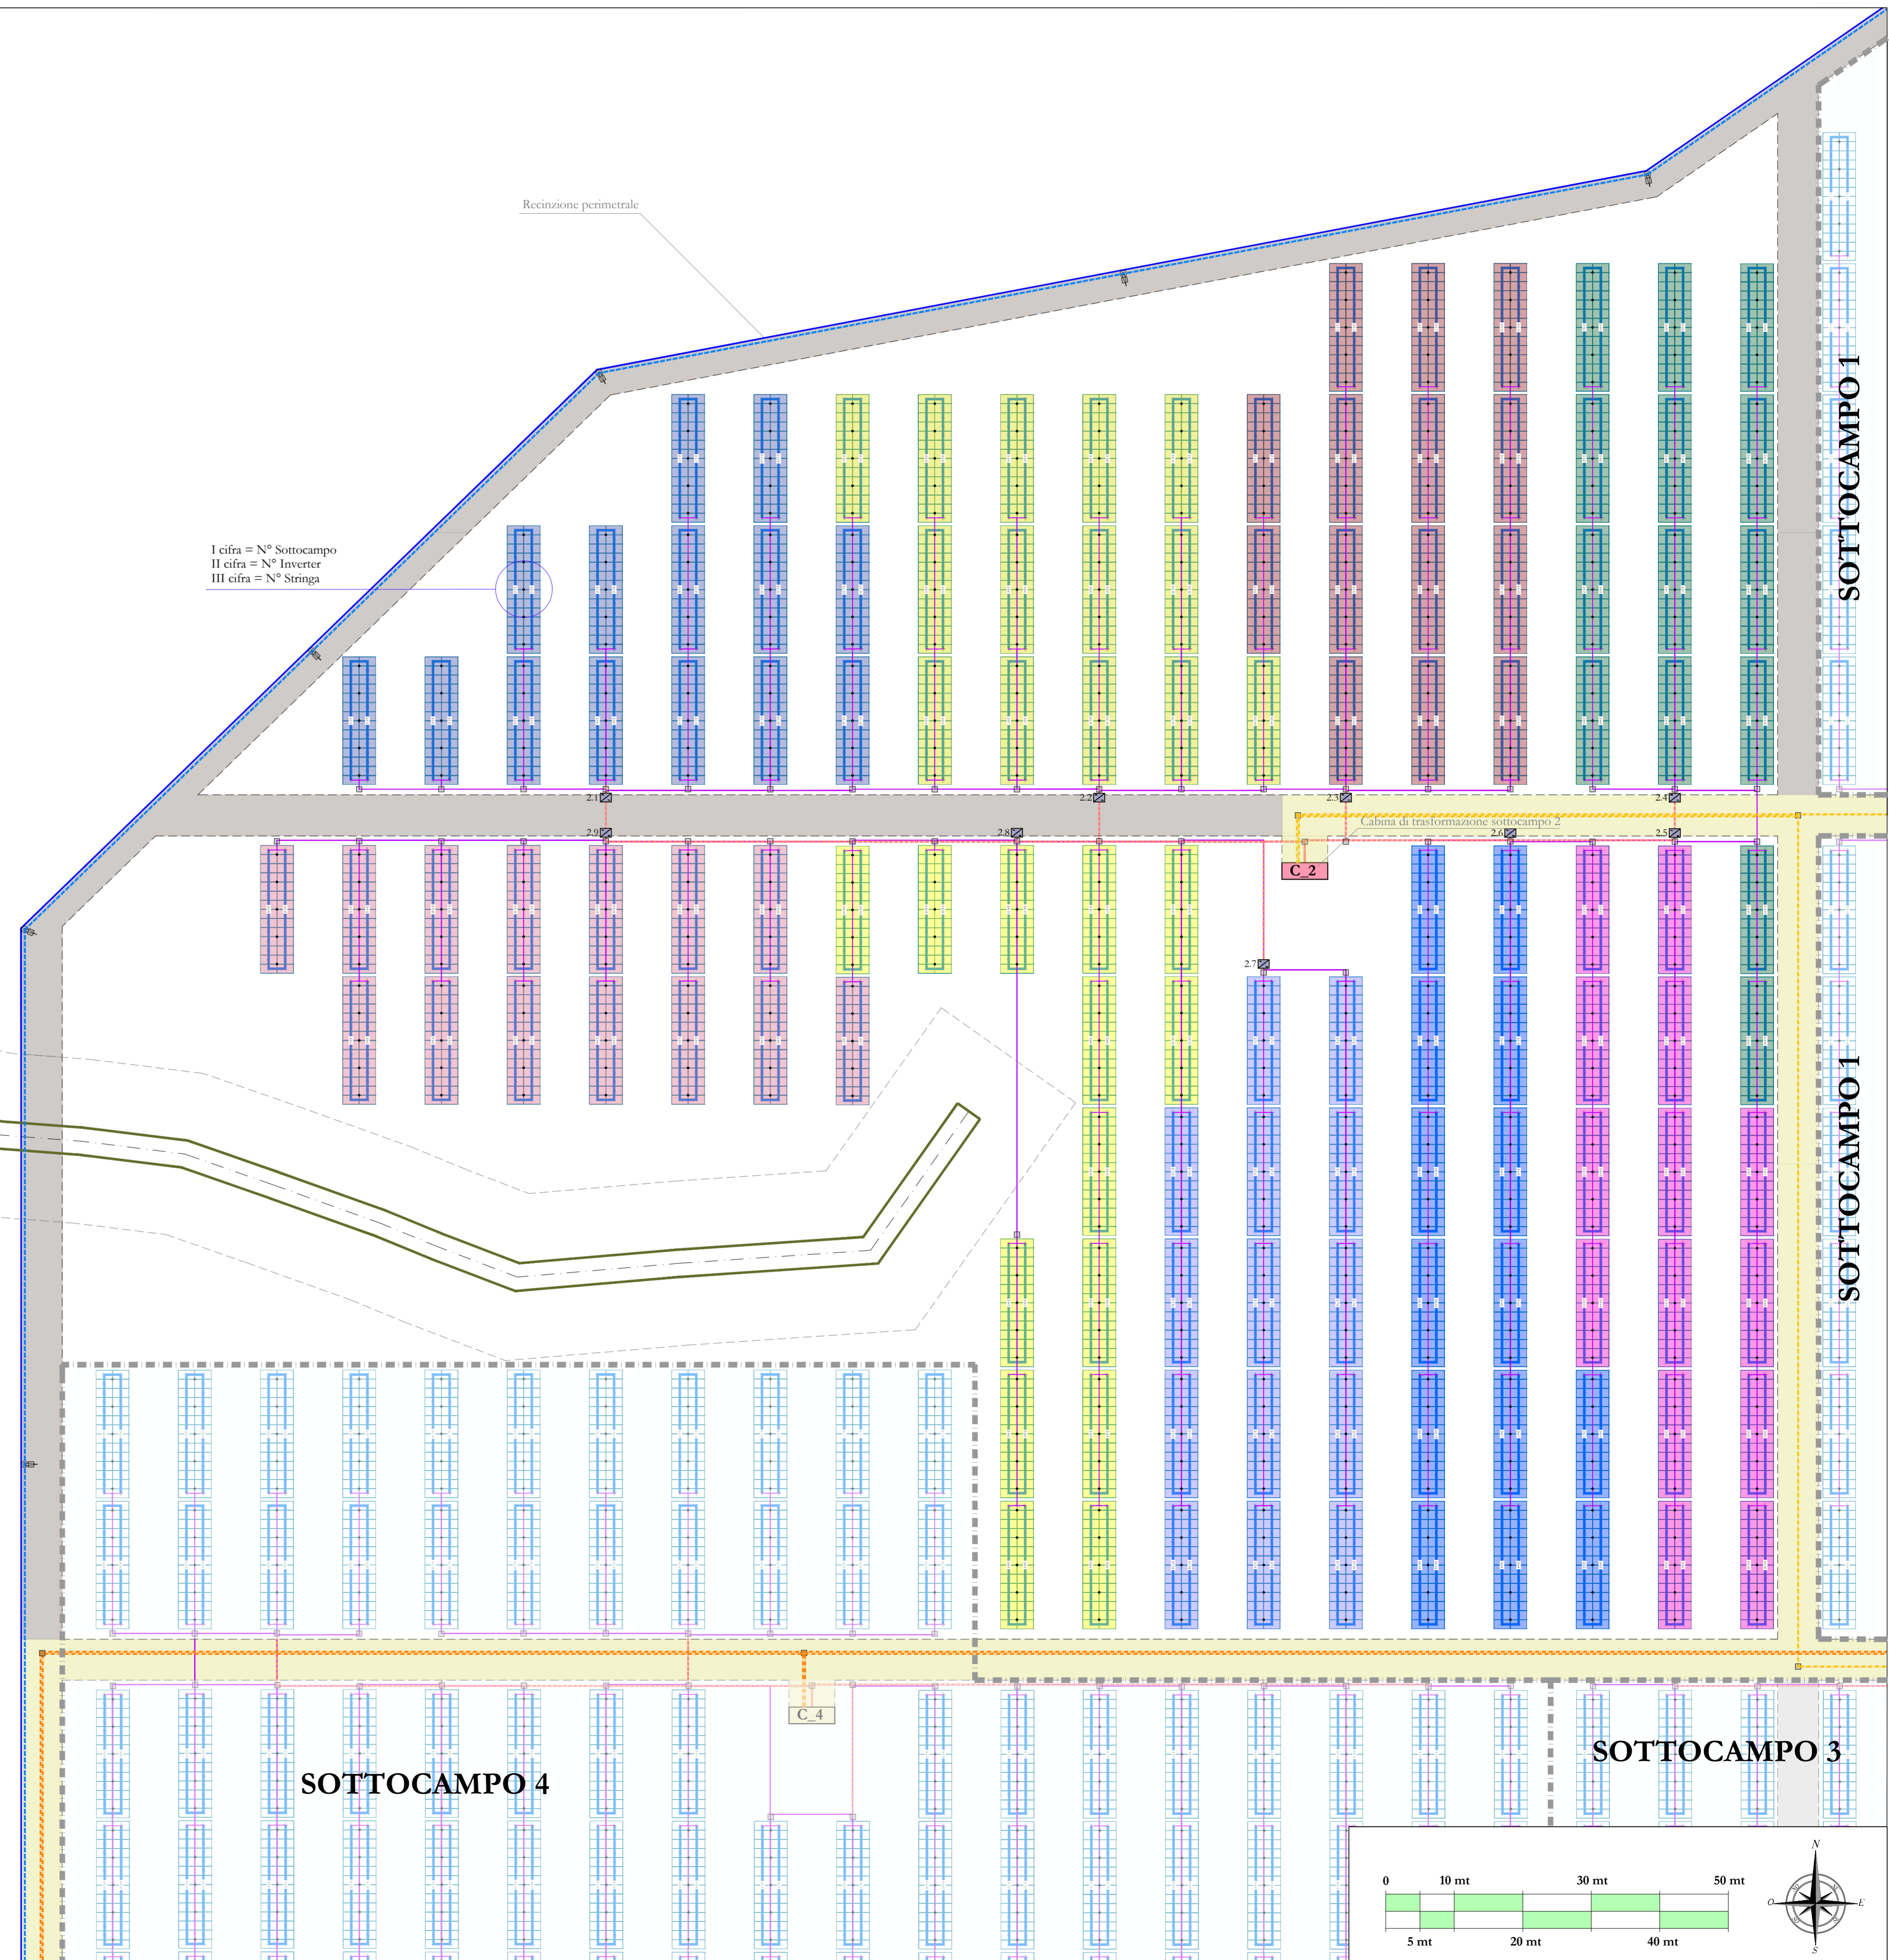 Recinzione perimetrale
I cifra = N° Sottocampo
II cifra = N° Inverter
III cifra = N° Stringa
SOTTOCAMPO 1
2.1
2.2
2.3
2.4
2.9
2.8
Cabina di trasformazione sottocampo 2
2.6
2.5
C_2
2.7
SOTTOCAMPO 1
C_4
SOTTOCAMPO 3
SOTTOCAMPO 4
0
10 mt
30 mt
50 mt
5 mt
20 mt
40 mt
N
O
E
S